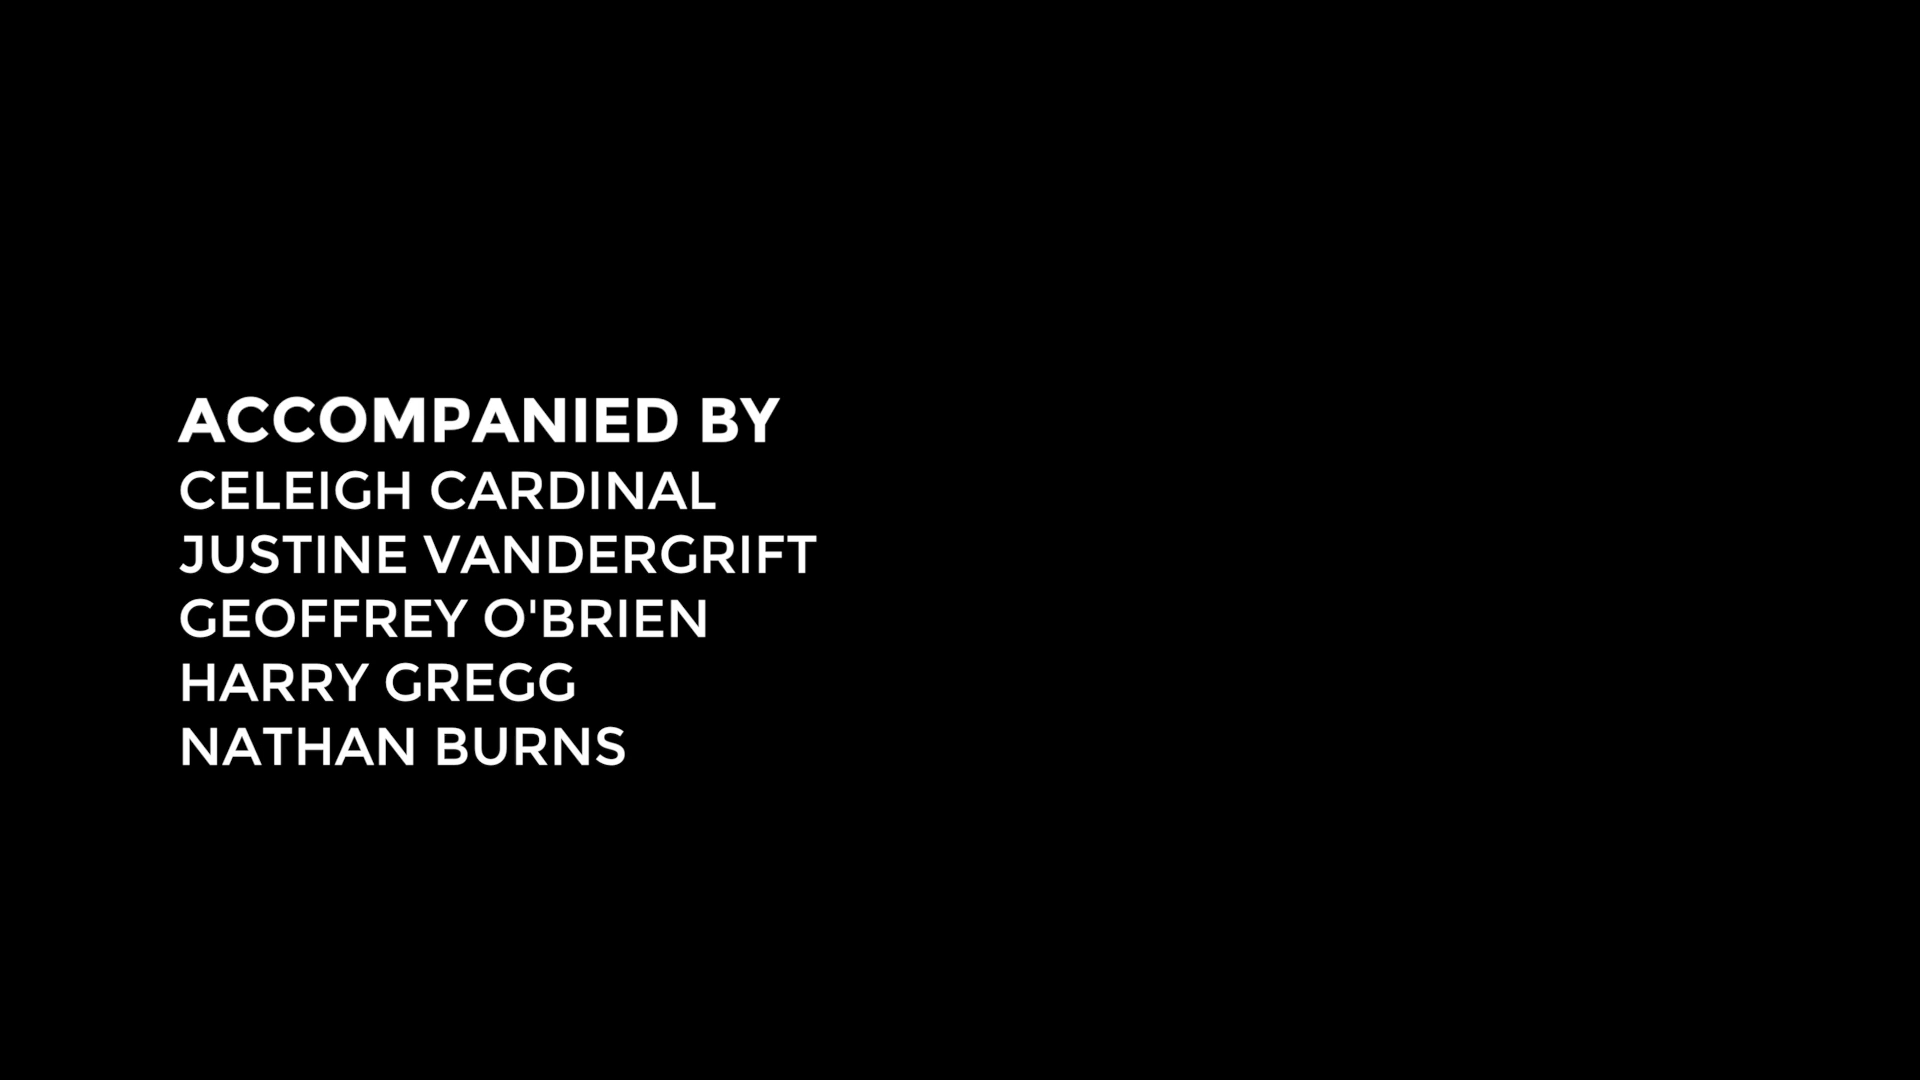 ACCOMPANIED BY
CELEIGH CARDINAL
JUSTINE VANDERGRIFT
GEOFFREY O'BRIEN
HARRY GREGG
NATHAN BURNS